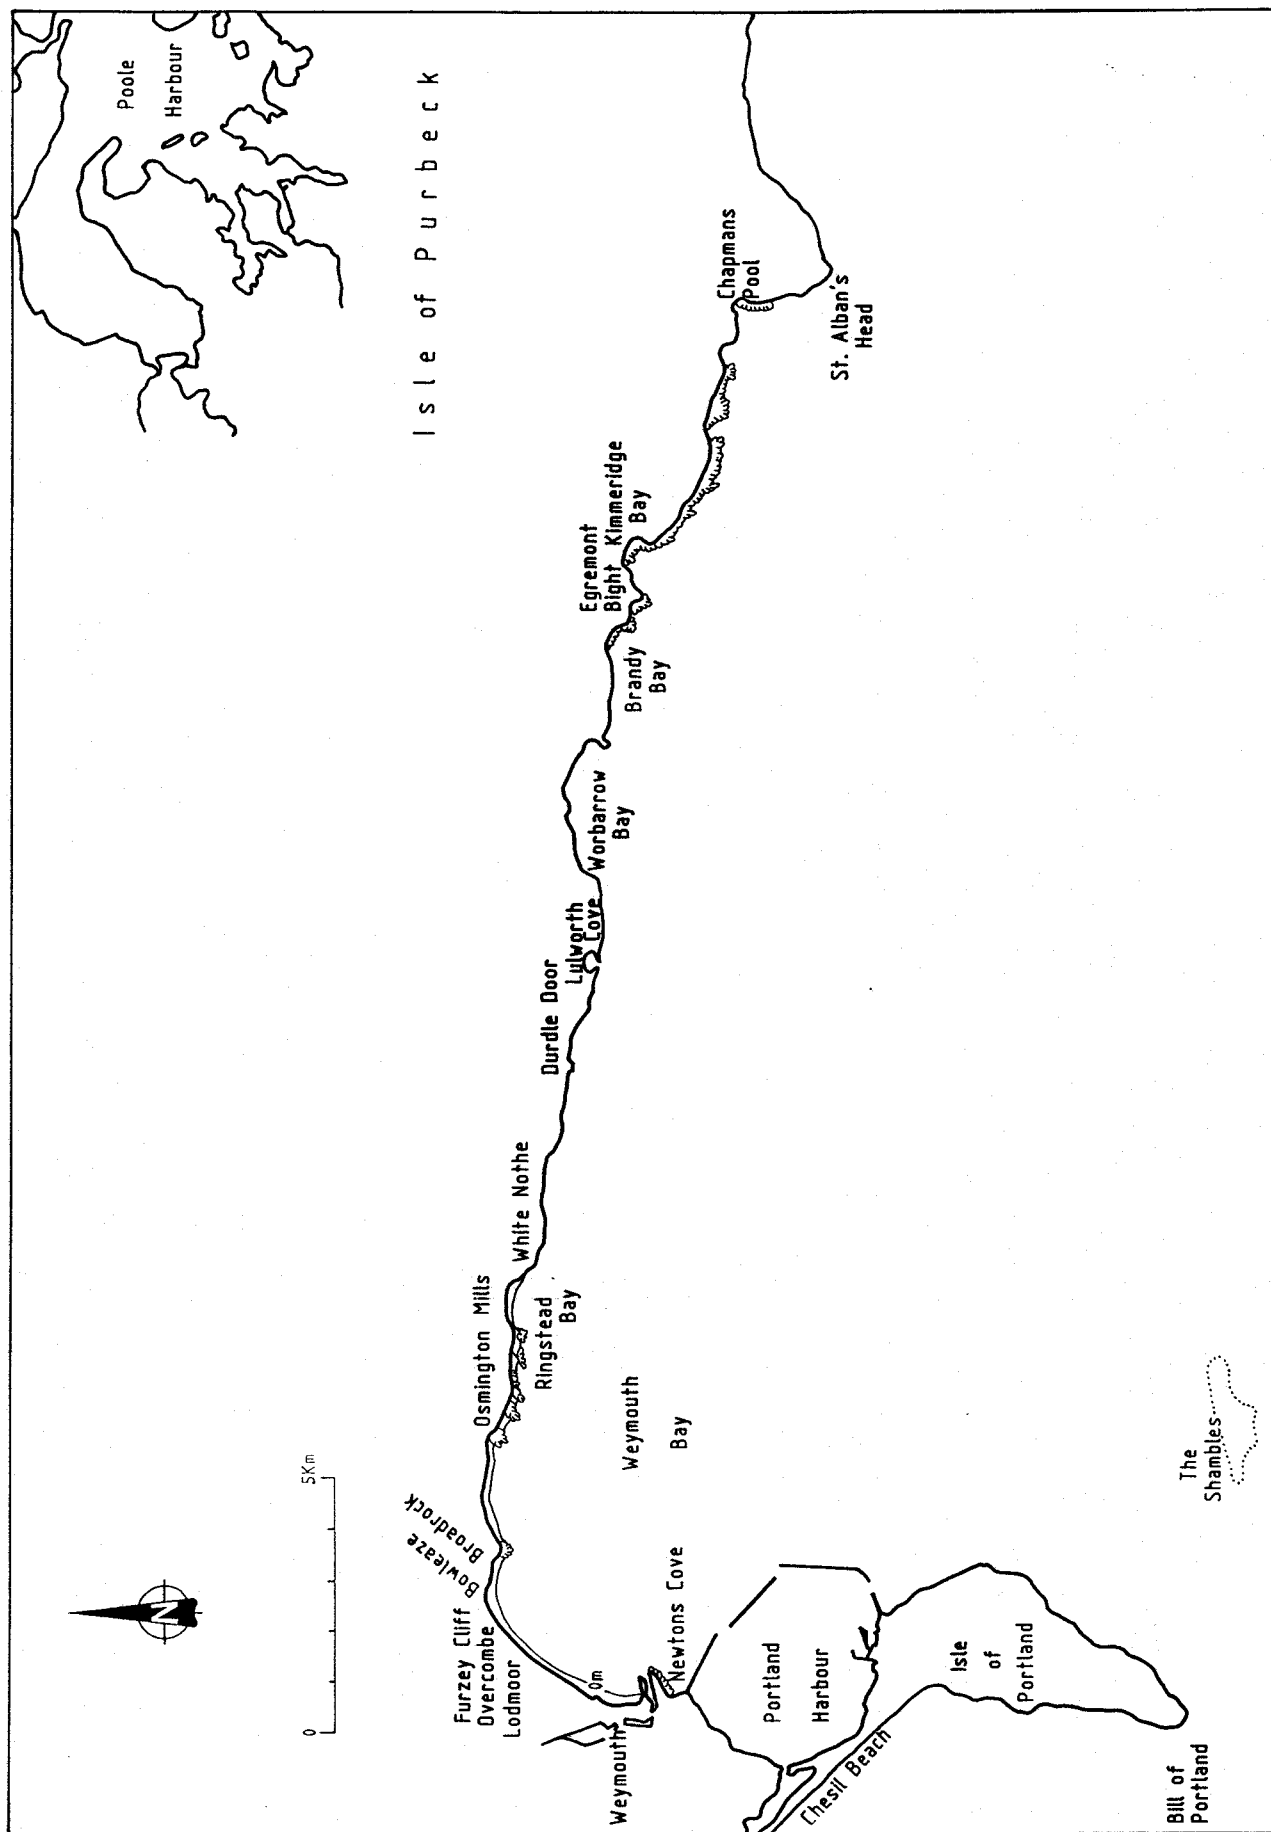 Poole
Harbour
Isle of Purbeck
Chapmans
Pool
St. Alban's
Head
Egremont
Bight
Kimmeridge
Bay
Brandy
Bay
Worbarrow
Bay
Lulworth
Cove
Durdle Door
White Nothe
Osmington Mills
Ringstead
Bay
Weymouth
Bay
0
5Km
N
Broadrock
Bowleaze
Furzey Cliff
Overcombe
Lodmoor
0m
Weymouth
Newtons Cove
Portland
Harbour
Isle
of
Portland
Chesil Beach
Bill of
Portland
The
Shambles